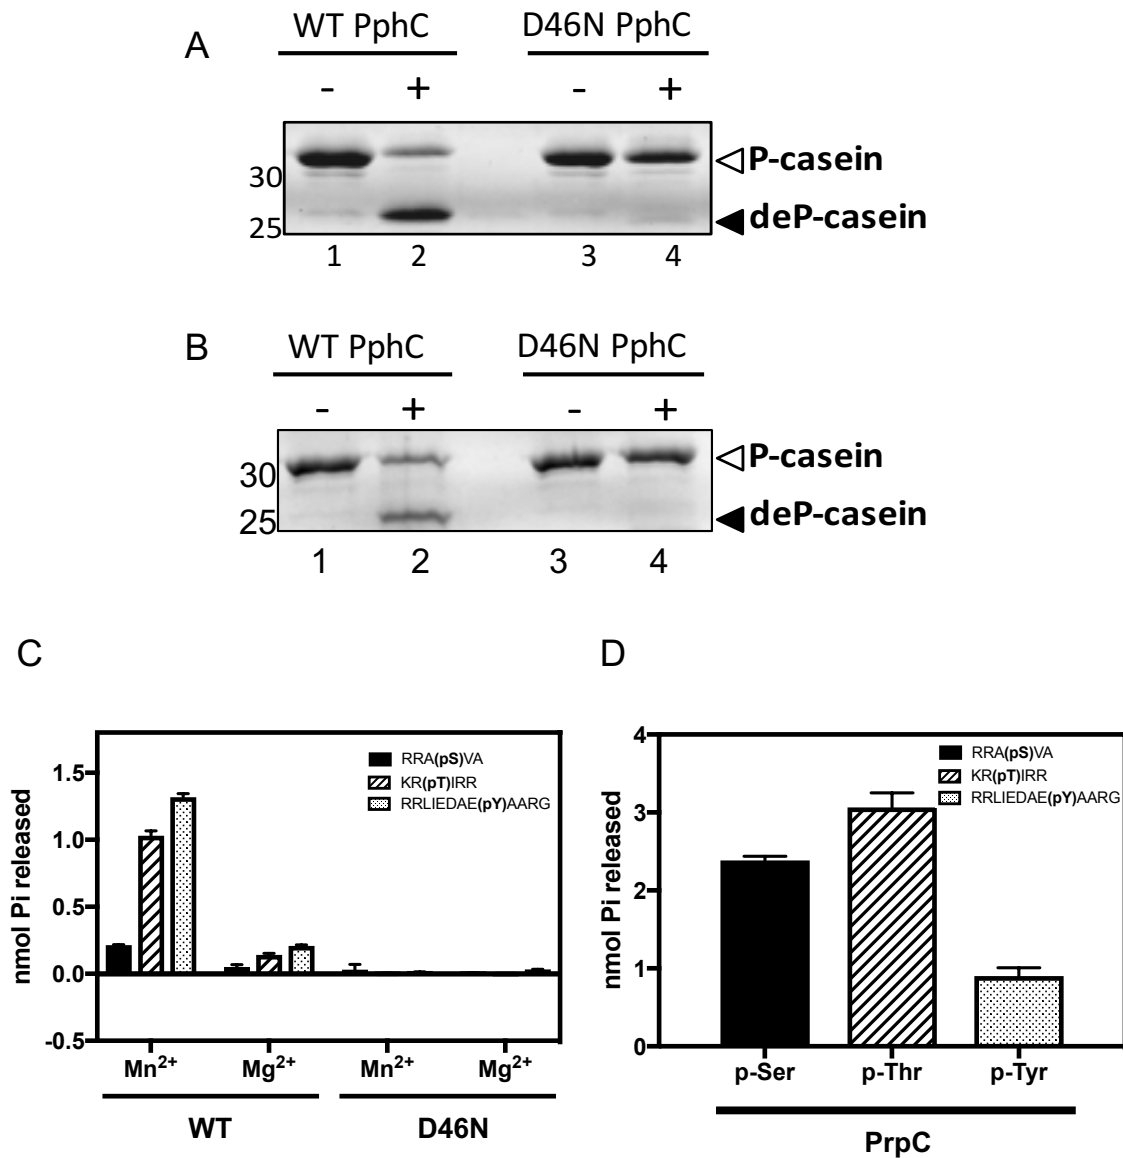 A
WT PphC
D46N PphC
- + - +
30
25
P-casein
deP-casein
1 2 3 4
B
WT PphC
D46N PphC
- + - +
30
25
P-casein
deP-casein
1 2 3 4
C
nmol Pi released
1.5
1.0
0.5
0.0
-0.5
RRA(pS)VA
KR(pT)IRR
RRLIEDAE(pY)AARG
Mn²⁺ Mg²⁺ Mn²⁺ Mg²⁺
WT D46N
D
nmol Pi released
4
3
2
1
0
RRA(pS)VA
KR(pT)IRR
RRLIEDAE(pY)AARG
p-Ser p-Thr p-Tyr
PrpC